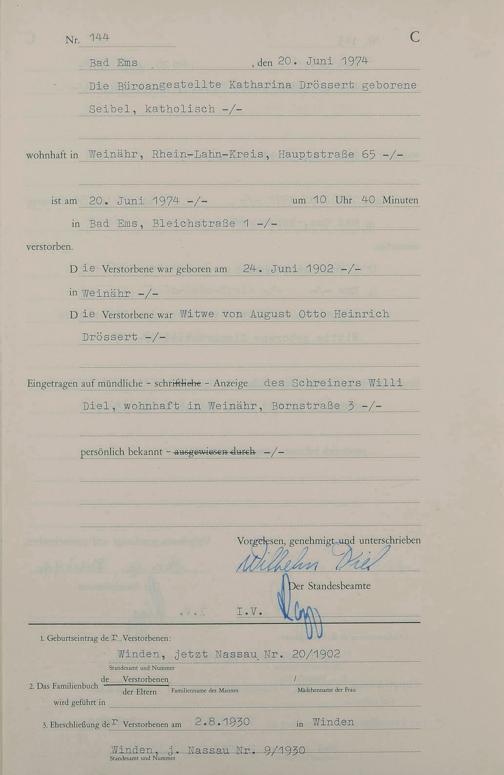 Nr. 144 C
Bad Ems , den 20. Juni 1974
Die Büroangestellte Katharina Drössert geborene
Seibel, katholisch -/-
wohnhaft in Weinähr, Rhein-Lahn-Kreis, Hauptstraße 65 -/-
ist am 20. Juni 1974 -/- um 10 Uhr 40 Minuten
in Bad Ems, Bleichstraße 1 -/-
verstorben.
D ie Verstorbene war geboren am 24. Juni 1902 -/-
in Weinähr -/-
D ie Verstorbene war Witwe von August Otto Heinrich
Drössert -/-
Eingetragen auf mündliche - schriftliche - Anzeige des Schreiners Willi
Diel, wohnhaft in Weinähr, Bornstraße 3 -/-
persönlich bekannt - ausgewiesen durch -/-
Vorgelesen, genehmigt und unterschrieben
Wilhelm Diel
Der Standesbeamte
I.V.
1. Geburtseintrag de r Verstorbenen:
Winden, jetzt Nassau Nr. 20/1902
Standesamt und Nummer
2. Das Familienbuch de Verstorbenen /
der Eltern Familienname des Mannes Mädchenname der Frau
wird geführt in
3. Eheschließung de r Verstorbenen am 2.8.1930 in Winden
Winden, j. Nassau Nr. 9/1930
Standesamt und Nummer